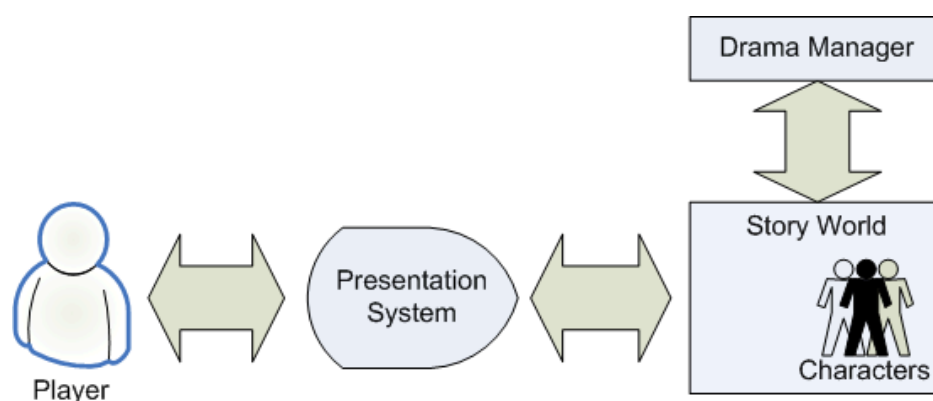 Drama Manager
Story World
Presentation
System
Characters
Player